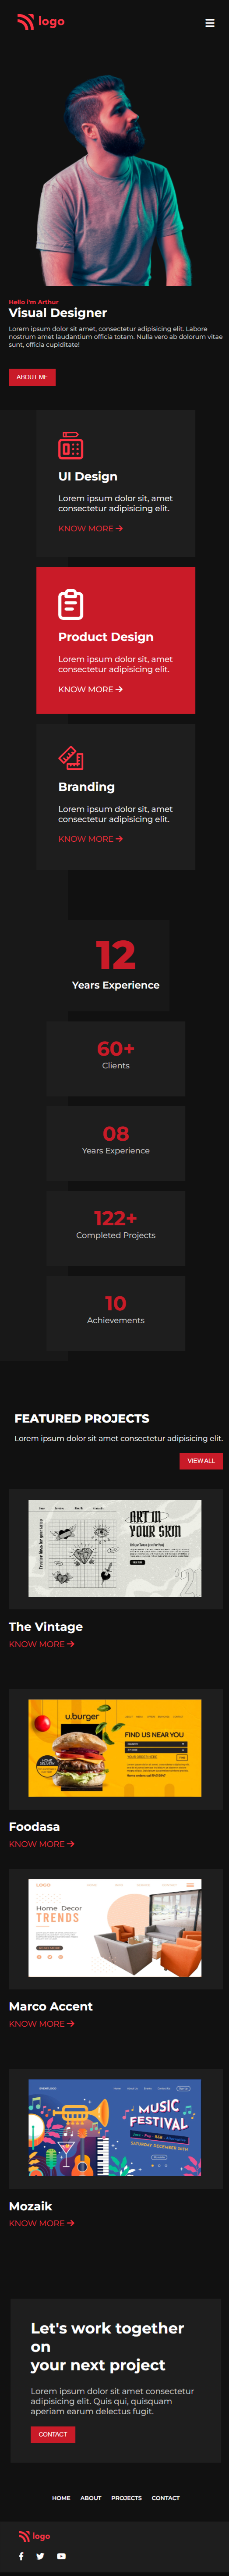 logo
Hello I'm Arthur
Visual Designer
Lorem ipsum dolor sit amet, consectetur adipisicing elit. Labore
nostrum amet laudantium officia totam. Nulla vero ab dolorum vitae
sunt, officia cupiditate!
ABOUT ME
UI Design
Lorem ipsum dolor sit, amet
consectetur adipisicing elit.
KNOW MORE
Product Design
Lorem ipsum dolor sit, amet
consectetur adipisicing elit.
KNOW MORE
Branding
Lorem ipsum dolor sit, amet
consectetur adipisicing elit.
KNOW MORE
12
Years Experience
60+
Clients
08
Years Experience
122+
Completed Projects
10
Achievements
FEATURED PROJECTS
Lorem ipsum dolor sit amet consectetur adipisicing elit.
VIEW ALL
ART IN
YOUR SKIN
The Vintage
KNOW MORE
u.burger
FIND US NEAR YOU
Foodasa
KNOW MORE
LOGO
Home Decor
TRENDS
Marco Accent
KNOW MORE
MUSIC
FESTIVAL
SATURDAY DECEMBER 16TH
Mozaik
KNOW MORE
Let's work together
on
your next project
Lorem ipsum dolor sit amet consectetur
adipisicing elit. Quis qui, quisquam
aperiam earum delectus fugit.
CONTACT
HOME ABOUT PROJECTS CONTACT
logo